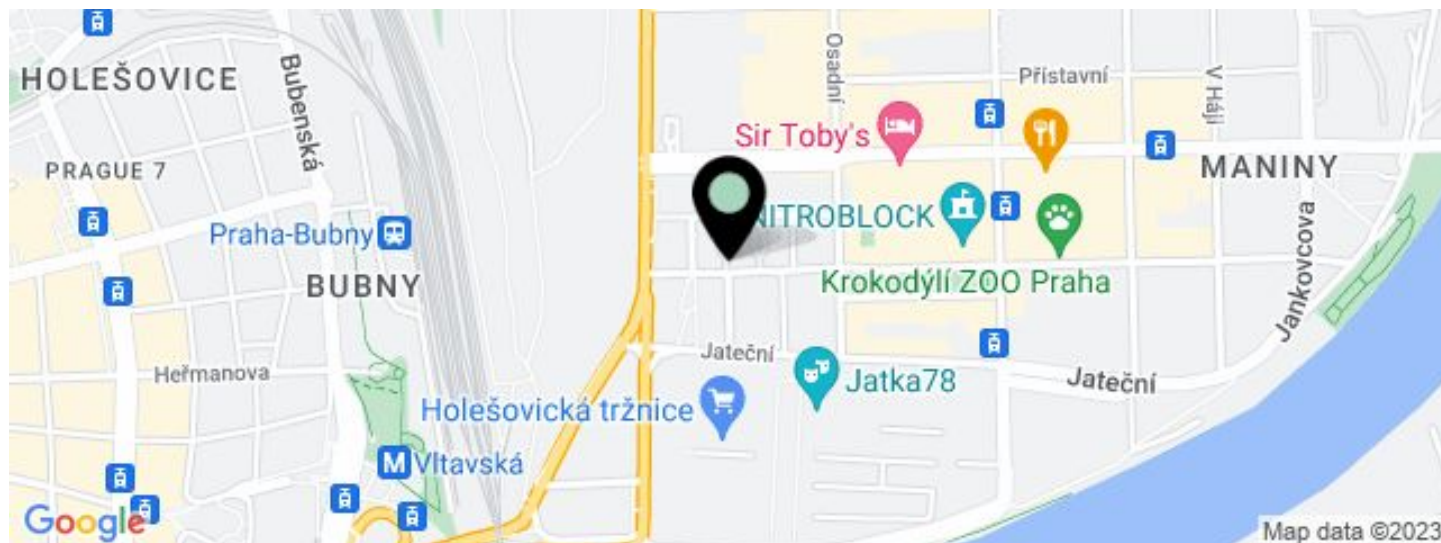 HOLEŠOVICE
Bubenská
Osadní
Přístavní
V Háji
Sir Toby's
PRAGUE 7
MANINY
NITROBLOCK
Praha-Bubny
BUBNY
Krokodýlí ZOO Praha
Jankovcova
Jateční
Heřmanova
Jatka78
Jateční
Holešovická tržnice
M Vltavská
Google
Map data ©2023